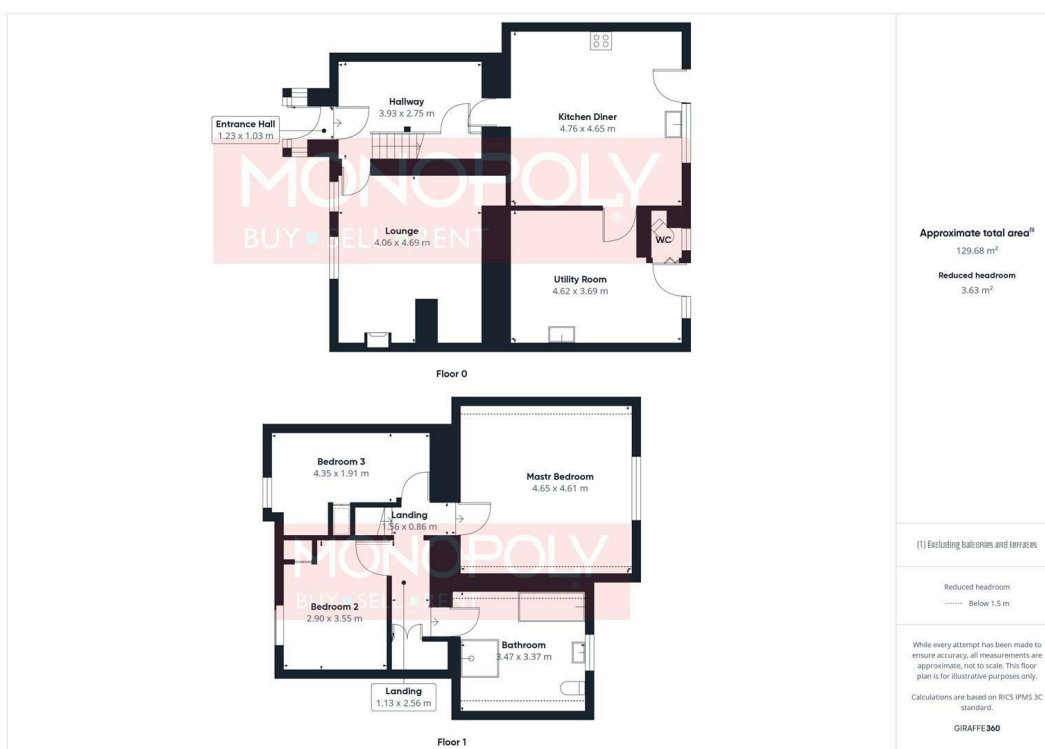 Hallway
3.93 x 2.75 m
Entrance Hall
1.23 x 1.03 m
Kitchen Diner
4.76 x 4.65 m
MONOPOLY
®
BUY SELL RENT
Lounge
4.06 x 4.69 m
WC
Utility Room
4.62 x 3.69 m
Floor 0
Bedroom 3
4.35 x 1.91 m
Mastr Bedroom
4.65 x 4.61 m
Landing
1.56 x 0.86 m
MONOPOLY
BUY SELL RENT
Bedroom 2
2.90 x 3.55 m
Bathroom
3.47 x 3.37 m
Landing
1.13 x 2.56 m
Floor 1
Approximate total area(1)
129.68 m²
Reduced headroom
3.63 m²
(1) Excluding balconies and terraces
Reduced headroom
Below 1.5 m
While every attempt has been made to
ensure accuracy, all measurements are
approximate, not to scale. This floor
plan is for illustrative purposes only.
Calculations are based on RICS IPMS 3C
standard.
GIRAFFE360